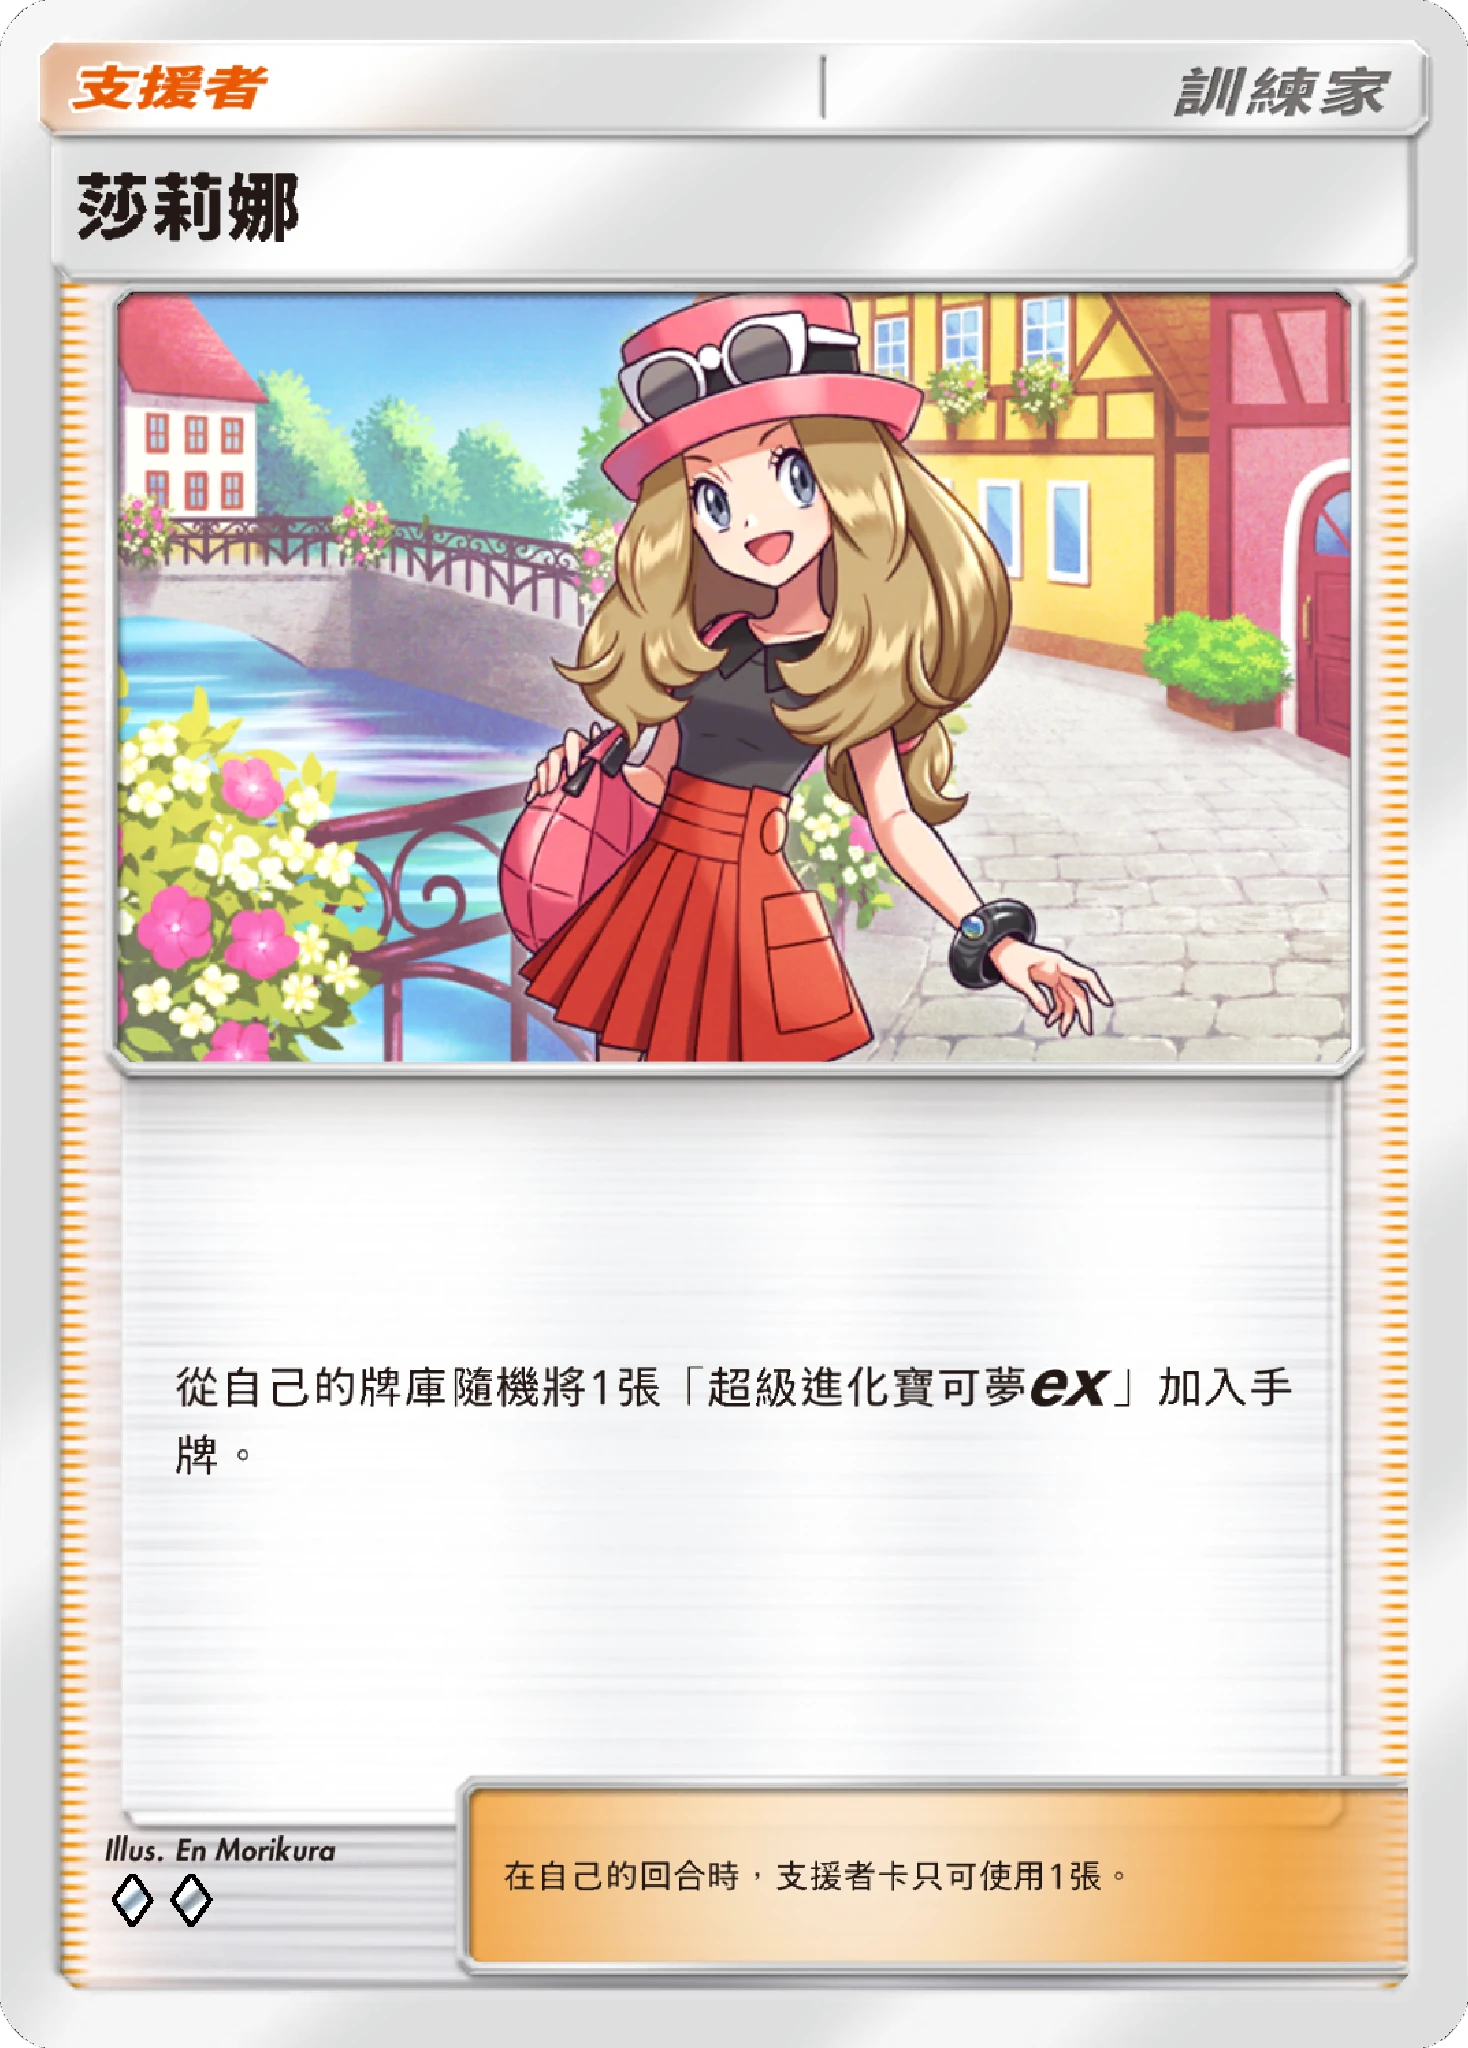 支援者
訓練家
莎莉娜
從自己的牌庫隨機將1張「超級進化寶可夢ex」加入手
牌。
Illus. En Morikura
在自己的回合時，支援者卡只可使用1張。